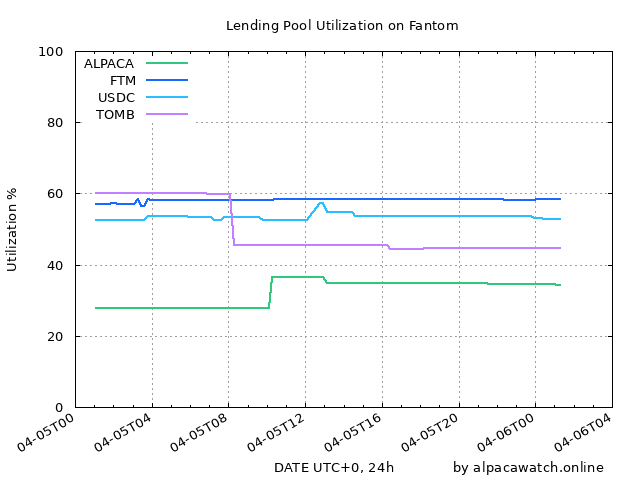 Lending Pool Utilization on Fantom
100
80
60
40
20
0
Utilization %
ALPACA
FTM
USDC
TOMB
04-05T00
04-05T04
04-05T08
04-05T12
04-05T16
04-05T20
04-06T00
04-06T04
DATE UTC+0, 24h
by alpacawatch.online